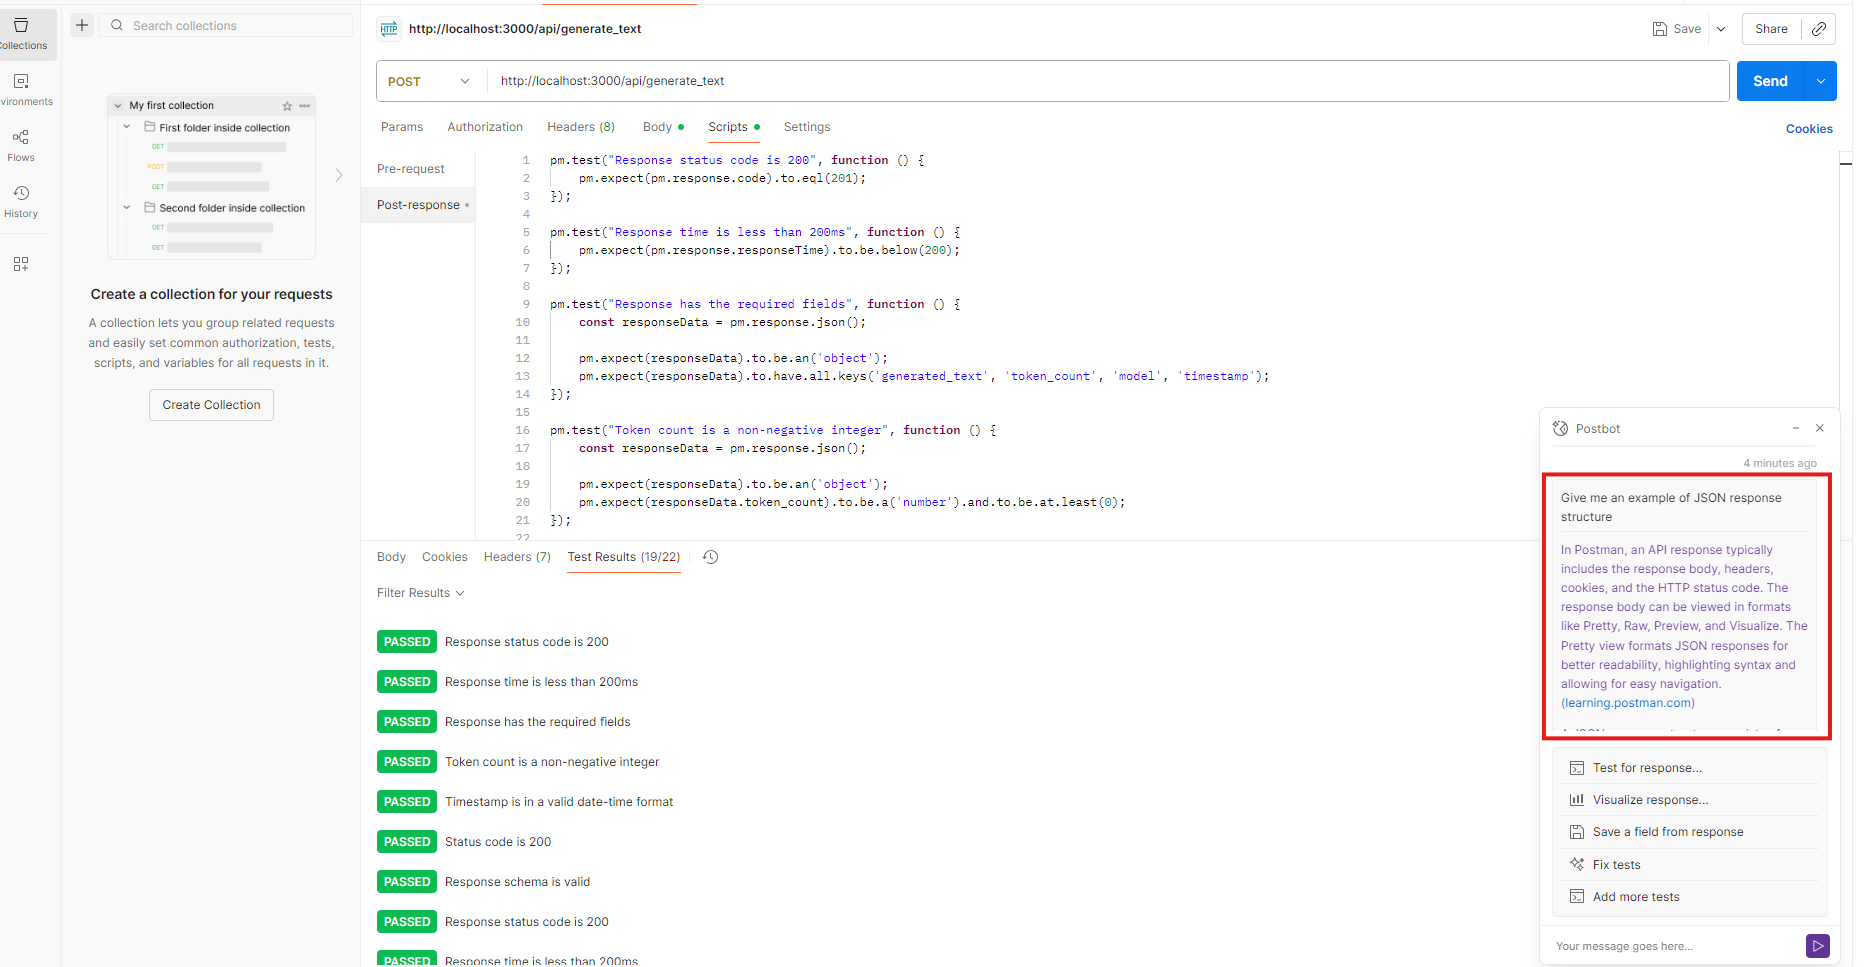 Collections
Environments
Flows
History
Search collections
My first collection
First folder inside collection
GET
POST
GET
Second folder inside collection
GET
GET
Create a collection for your requests
A collection lets you group related requests
and easily set common authorization, tests,
scripts, and variables for all requests in it.
Create Collection
HTTP
http://localhost:3000/api/generate_text
Save
Share
POST
http://localhost:3000/api/generate_text
Send
Params
Authorization
Headers (8)
Body
Scripts
Settings
Cookies
Pre-request
Post-response
1 pm.test("Response status code is 200", function () {
2 pm.expect(pm.response.code).to.eql(201);
3 });
4
5 pm.test("Response time is less than 200ms", function () {
6 pm.expect(pm.response.responseTime).to.be.below(200);
7 });
8
9 pm.test("Response has the required fields", function () {
10 const responseData = pm.response.json();
11
12 pm.expect(responseData).to.be.an('object');
13 pm.expect(responseData).to.have.all.keys('generated_text', 'token_count', 'model', 'timestamp');
14 });
15
16 pm.test("Token count is a non-negative integer", function () {
17 const responseData = pm.response.json();
18
19 pm.expect(responseData).to.be.an('object');
20 pm.expect(responseData.token_count).to.be.a('number').and.to.be.at.least(0);
21 });
22
Body
Cookies
Headers (7)
Test Results (19/22)
Filter Results
PASSED Response status code is 200
PASSED Response time is less than 200ms
PASSED Response has the required fields
PASSED Token count is a non-negative integer
PASSED Timestamp is in a valid date-time format
PASSED Status code is 200
PASSED Response schema is valid
PASSED Response status code is 200
PASSED Response time is less than 200ms
Postbot
4 minutes ago
Give me an example of JSON response
structure
In Postman, an API response typically
includes the response body, headers,
cookies, and the HTTP status code. The
response body can be viewed in formats
like Pretty, Raw, Preview, and Visualize. The
Pretty view formats JSON responses for
better readability, highlighting syntax and
allowing for easy navigation.
(learning.postman.com)
Test for response...
Visualize response...
Save a field from response
Fix tests
Add more tests
Your message goes here...